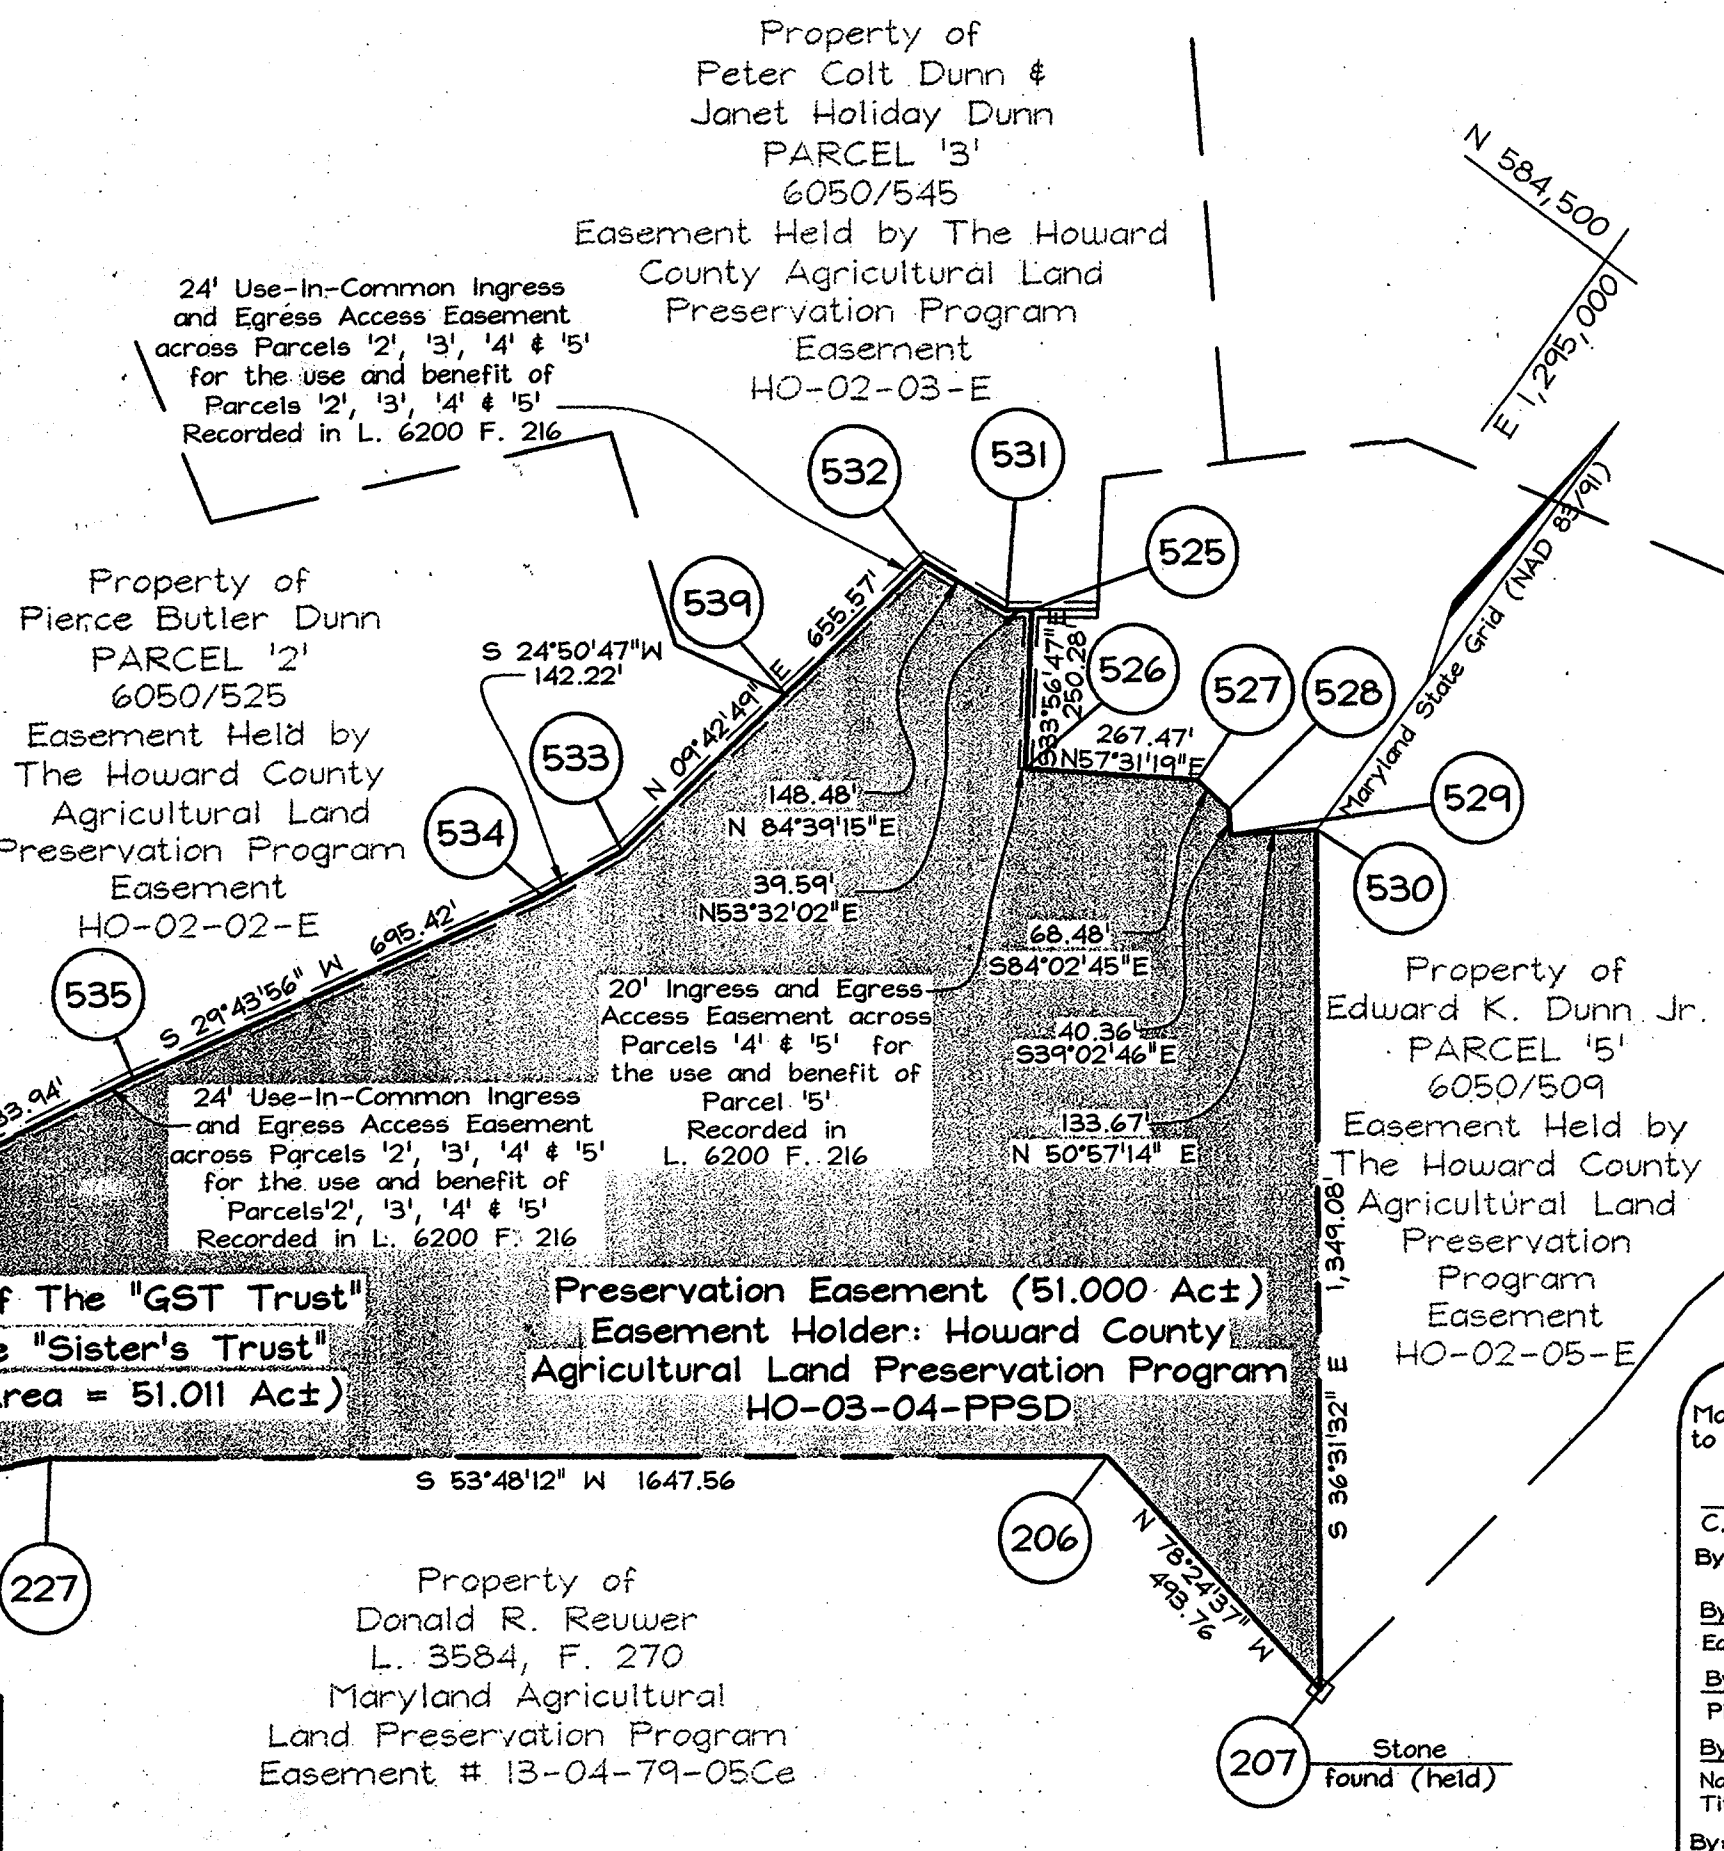 Property of
Peter Colt Dunn &
Janet Holiday Dunn
PARCEL '3'
6050/545
Easement Held by The Howard
County Agricultural Land
Preservation Program
Easement
HO-02-03-E
N 584,500
E 1,295,000
24' Use-In-Common Ingress
and Egress Access Easement
across Parcels '2', '3', '4' & '5'
for the use and benefit of
Parcels '2', '3', '4' & '5'
Recorded in L. 6200 F. 216
532
531
525
539
526
527
528
533
529
534
530
535
Maryland State Grid (NAD 83/91)
Property of
Pierce Butler Dunn
PARCEL '2'
6050/525
Easement Held by
The Howard County
Agricultural Land
Preservation Program
Easement
HO-02-02-E
S 24°50'47"W
142.22'
N 09°42'49" E 655.57'
S33°56'47"E
250.28'
267.47'
N57°31'19"E
148.48'
N 84°39'15"E
39.59'
N53°32'02"E
68.48'
S84°02'45"E
40.36'
S39°02'46"E
133.67'
N 50°57'14" E
S 29°43'56" W 695.42'
33.94'
20' Ingress and Egress
Access Easement across
Parcels '4' & '5' for
the use and benefit of
Parcel '5'
Recorded in
L. 6200 F. 216
24' Use-In-Common Ingress
and Egress Access Easement
across Parcels '2', '3', '4' & '5'
for the use and benefit of
Parcels'2', '3', '4' & '5'
Recorded in L. 6200 F. 216
Property of
Edward K. Dunn Jr.
PARCEL '5'
6050/509
Easement Held by
The Howard County
Agricultural Land
Preservation
Program
Easement
HO-02-05-E
S 36°31'32" E 1,349.08'
f The "GST Trust"
e "Sister's Trust"
rea = 51.011 Ac±)
Preservation Easement (51.000 Ac±)
Easement Holder: Howard County
Agricultural Land Preservation Program
HO-03-04-PPSD
S 53°48'12" W 1647.56
227
206
N 78°24'37" W
493.76
207
Stone
found (held)
Property of
Donald R. Reuwer
L. 3584, F. 270
Maryland Agricultural
Land Preservation Program
Easement # 13-04-79-05Ce
to
C.
By
By
By